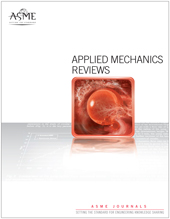 ASME
APPLIED MECHANICS
REVIEWS
ASME JOURNALS
SETTING THE STANDARD FOR ENGINEERING KNOWLEDGE SHARING